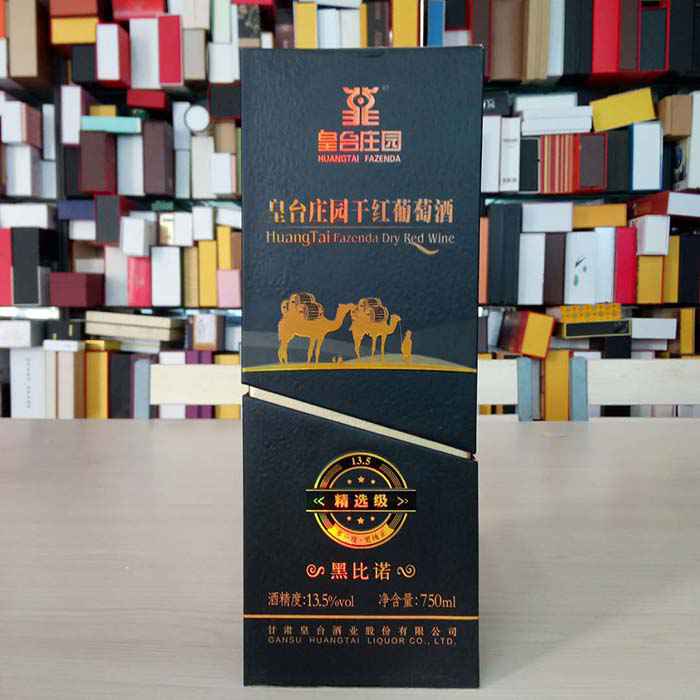 皇台庄园
HUANGTAI FAZENDA
皇台庄园干红葡萄酒
HuangTai Fazenda Dry Red Wine
13.5
精选级
黑比诺
酒精度:13.5%vol 净含量:750ml
甘肃皇台酒业股份有限公司
GANSU HUANGTAI LIQUOR CO., LTD.